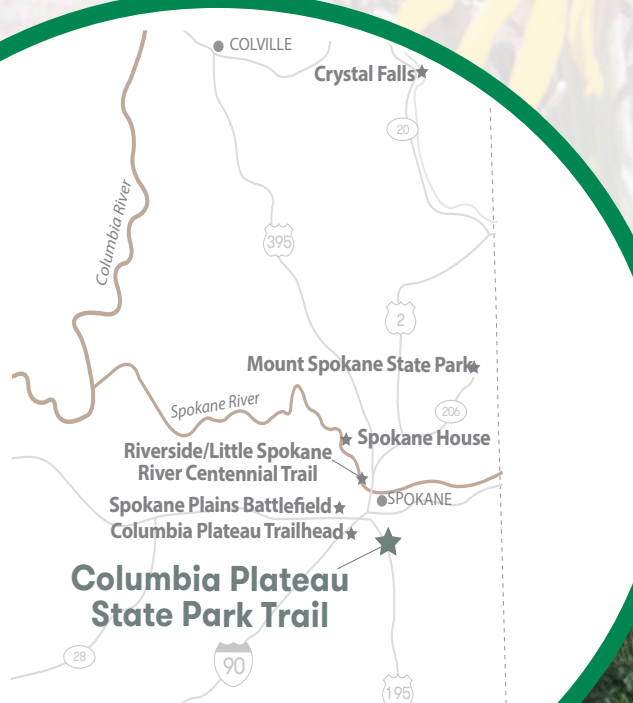 COLVILLE
Crystal Falls
20
Columbia River
395
2
Mount Spokane State Park
206
Spokane River
Spokane House
Riverside/Little Spokane
River Centennial Trail
SPOKANE
Spokane Plains Battlefield
Columbia Plateau Trailhead
Columbia Plateau
State Park Trail
28
90
195